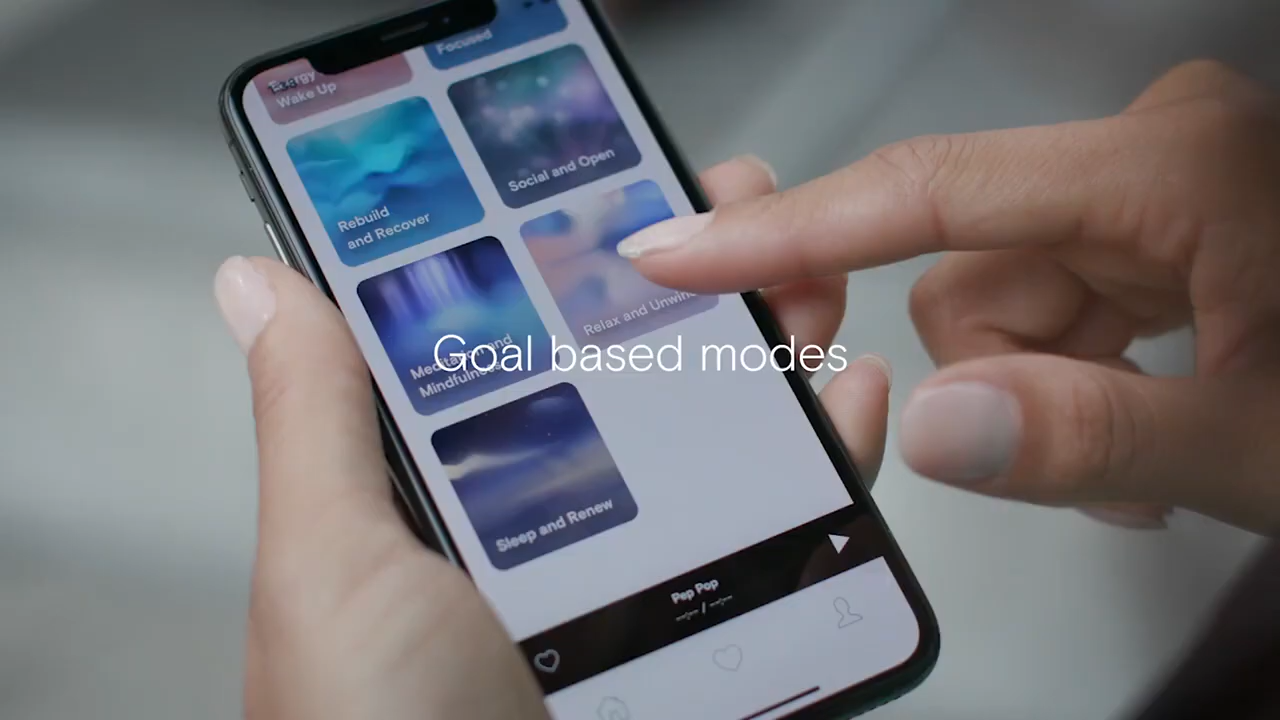 Focused
Energy
Wake Up
Social and Open
Rebuild
and Recover
Relax and Unwind
Goal based modes
Meditation and
Mindfulness
Sleep and Renew
Pep Pop
--:-- / --:--